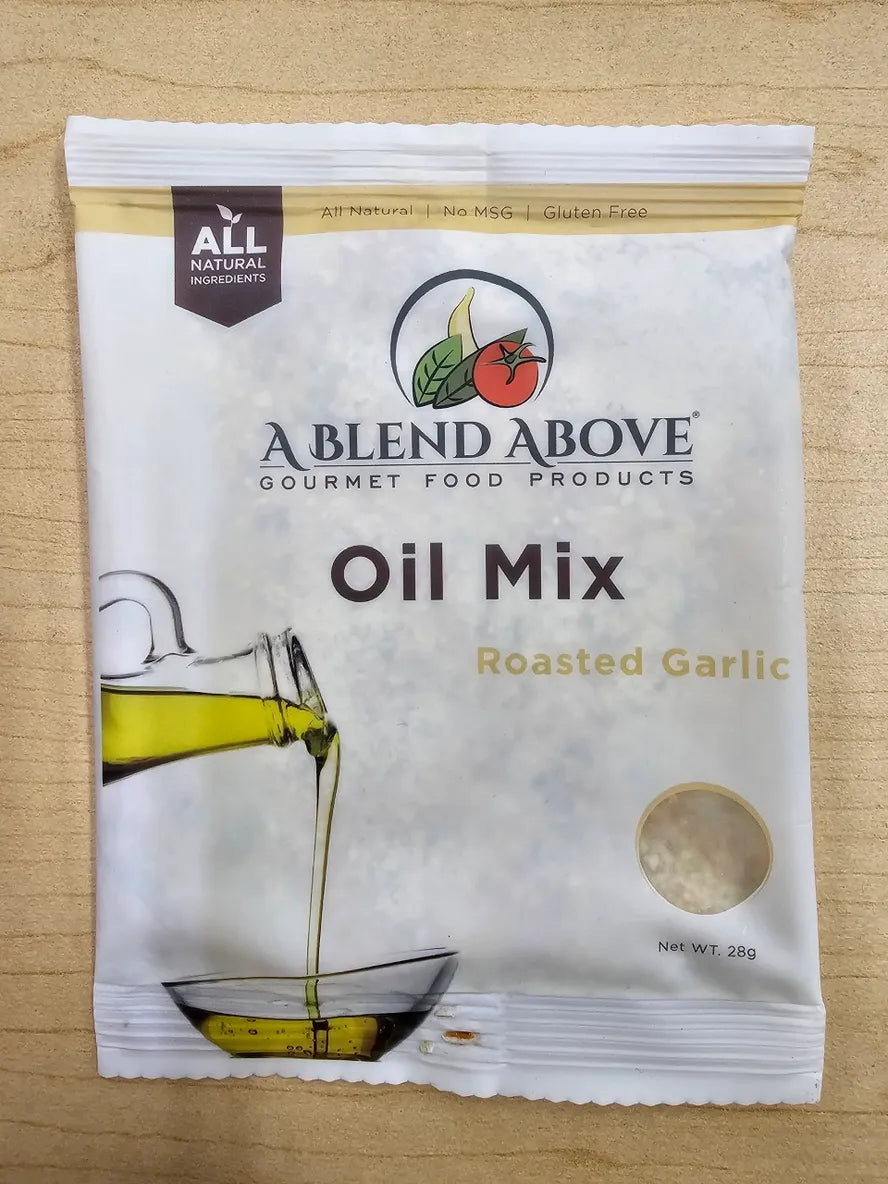 All Natural | No MSG | Gluten Free
ALL
NATURAL
INGREDIENTS
A BLEND ABOVE®
GOURMET FOOD PRODUCTS
Oil Mix
Roasted Garlic
Net WT. 28g